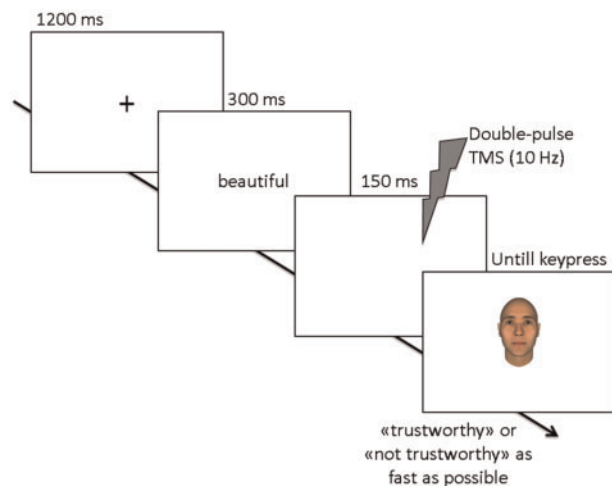 1200 ms
+
300 ms
beautiful
150 ms
Double-pulse
TMS (10 Hz)
Untill keypress
«trustworthy» or
«not trustworthy» as
fast as possible